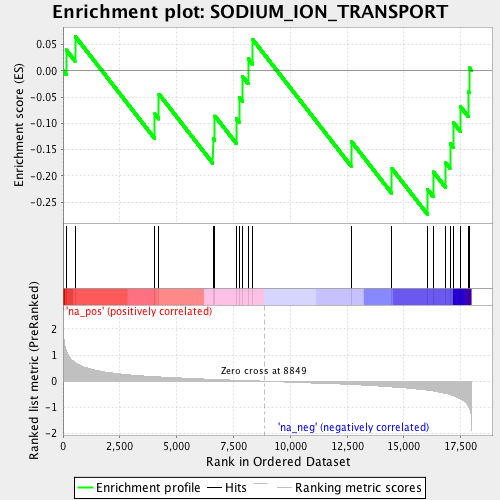 Enrichment plot: SODIUM_ION_TRANSPORT
Enrichment score (ES)
0.05
0.00
-0.05
-0.10
-0.15
-0.20
-0.25
'na_pos' (positively correlated)
Ranked list metric (PreRanked)
2
1
0
-1
-2
Zero cross at 8849
'na_neg' (negatively correlated)
0 2,500 5,000 7,500 10,000 12,500 15,000 17,500
Rank in Ordered Dataset
Enrichment profile Hits Ranking metric scores